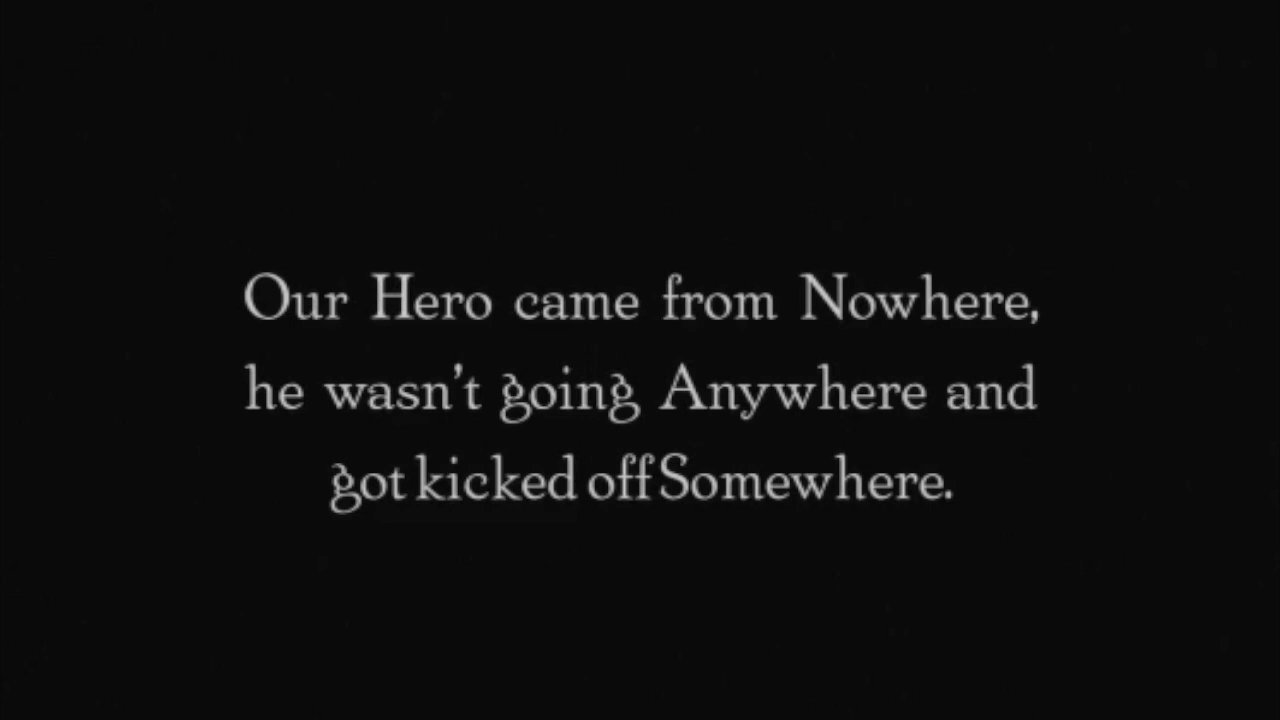 Our Hero came from Nowhere,
he wasn't going Anywhere and
got kicked off Somewhere.